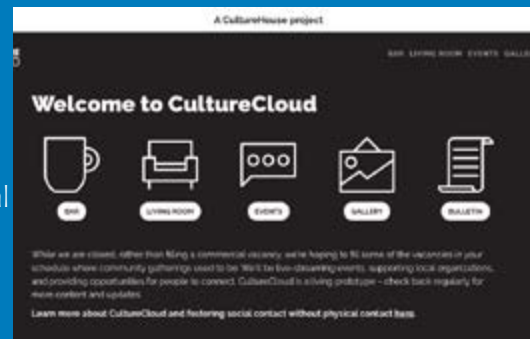 A CultureHouse project
BAR LIVING ROOM EVENTS
Welcome to CultureCloud
BAR LIVING ROOM EVENTS GALLERY BULLETIN
While we are closed, rather than filling a commercial vacancy, we're hoping to fill some of the vacancies in your
schedule where community gatherings used to be. We'll be live-streaming events, supporting local organizations,
and providing opportunities for people to connect. CultureCloud is a living prototype – check back regularly for
more content and updates.
Learn more about CultureCloud and fostering social contact without physical contact here.